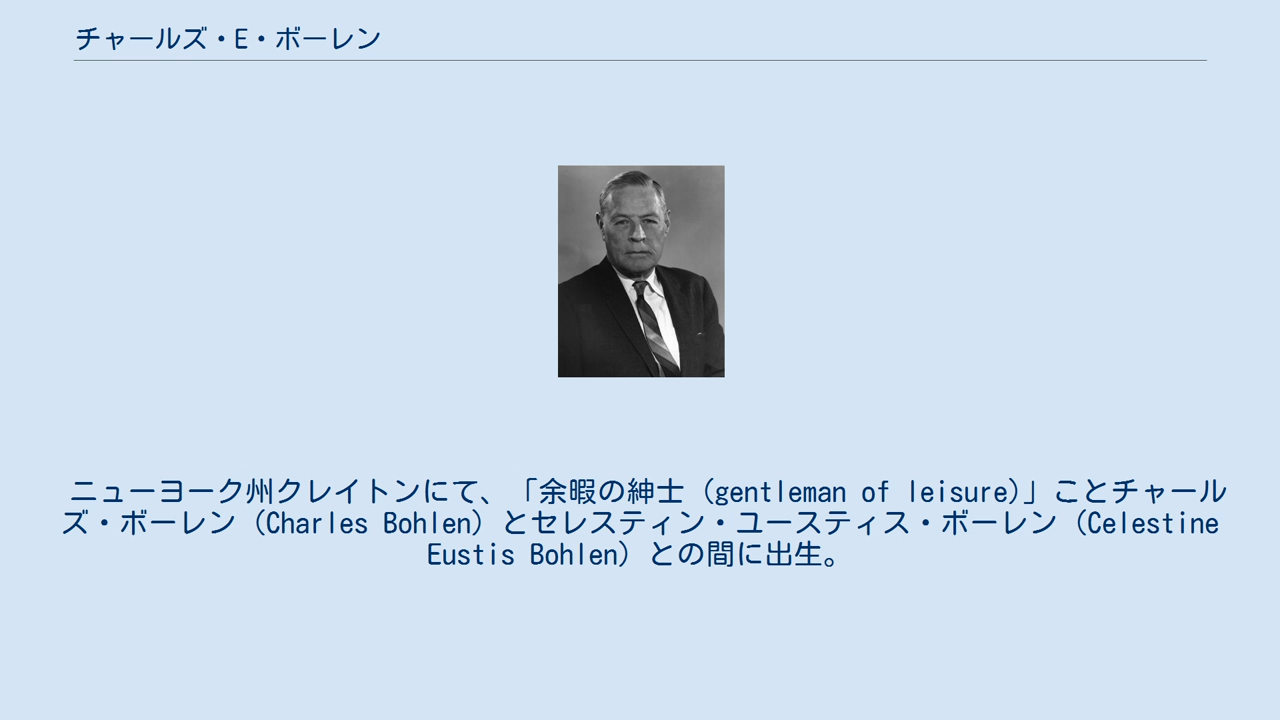 チャールズ・E・ボーレン
ニューヨーク州クレイトンにて、「余暇の紳士（gentleman of leisure)」ことチャール
ズ・ボーレン（Charles Bohlen）とセレスティン・ユースティス・ボーレン（Celestine
Eustis Bohlen）との間に出生。